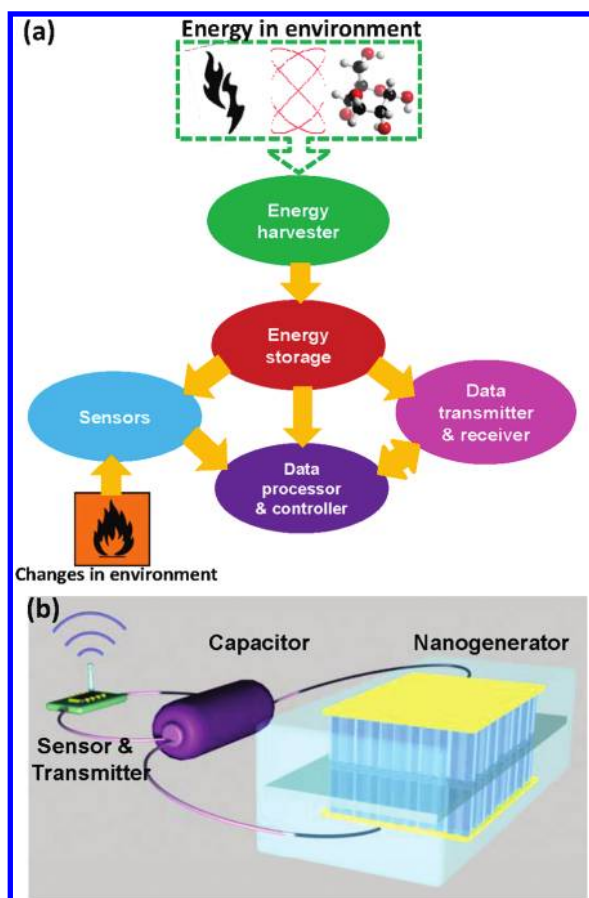 (a)
Energy in environment
Energy
harvester
Energy
storage
Sensors
Data
transmitter
& receiver
Data
processor
& controller
Changes in environment
(b)
Capacitor
Nanogenerator
Sensor &
Transmitter